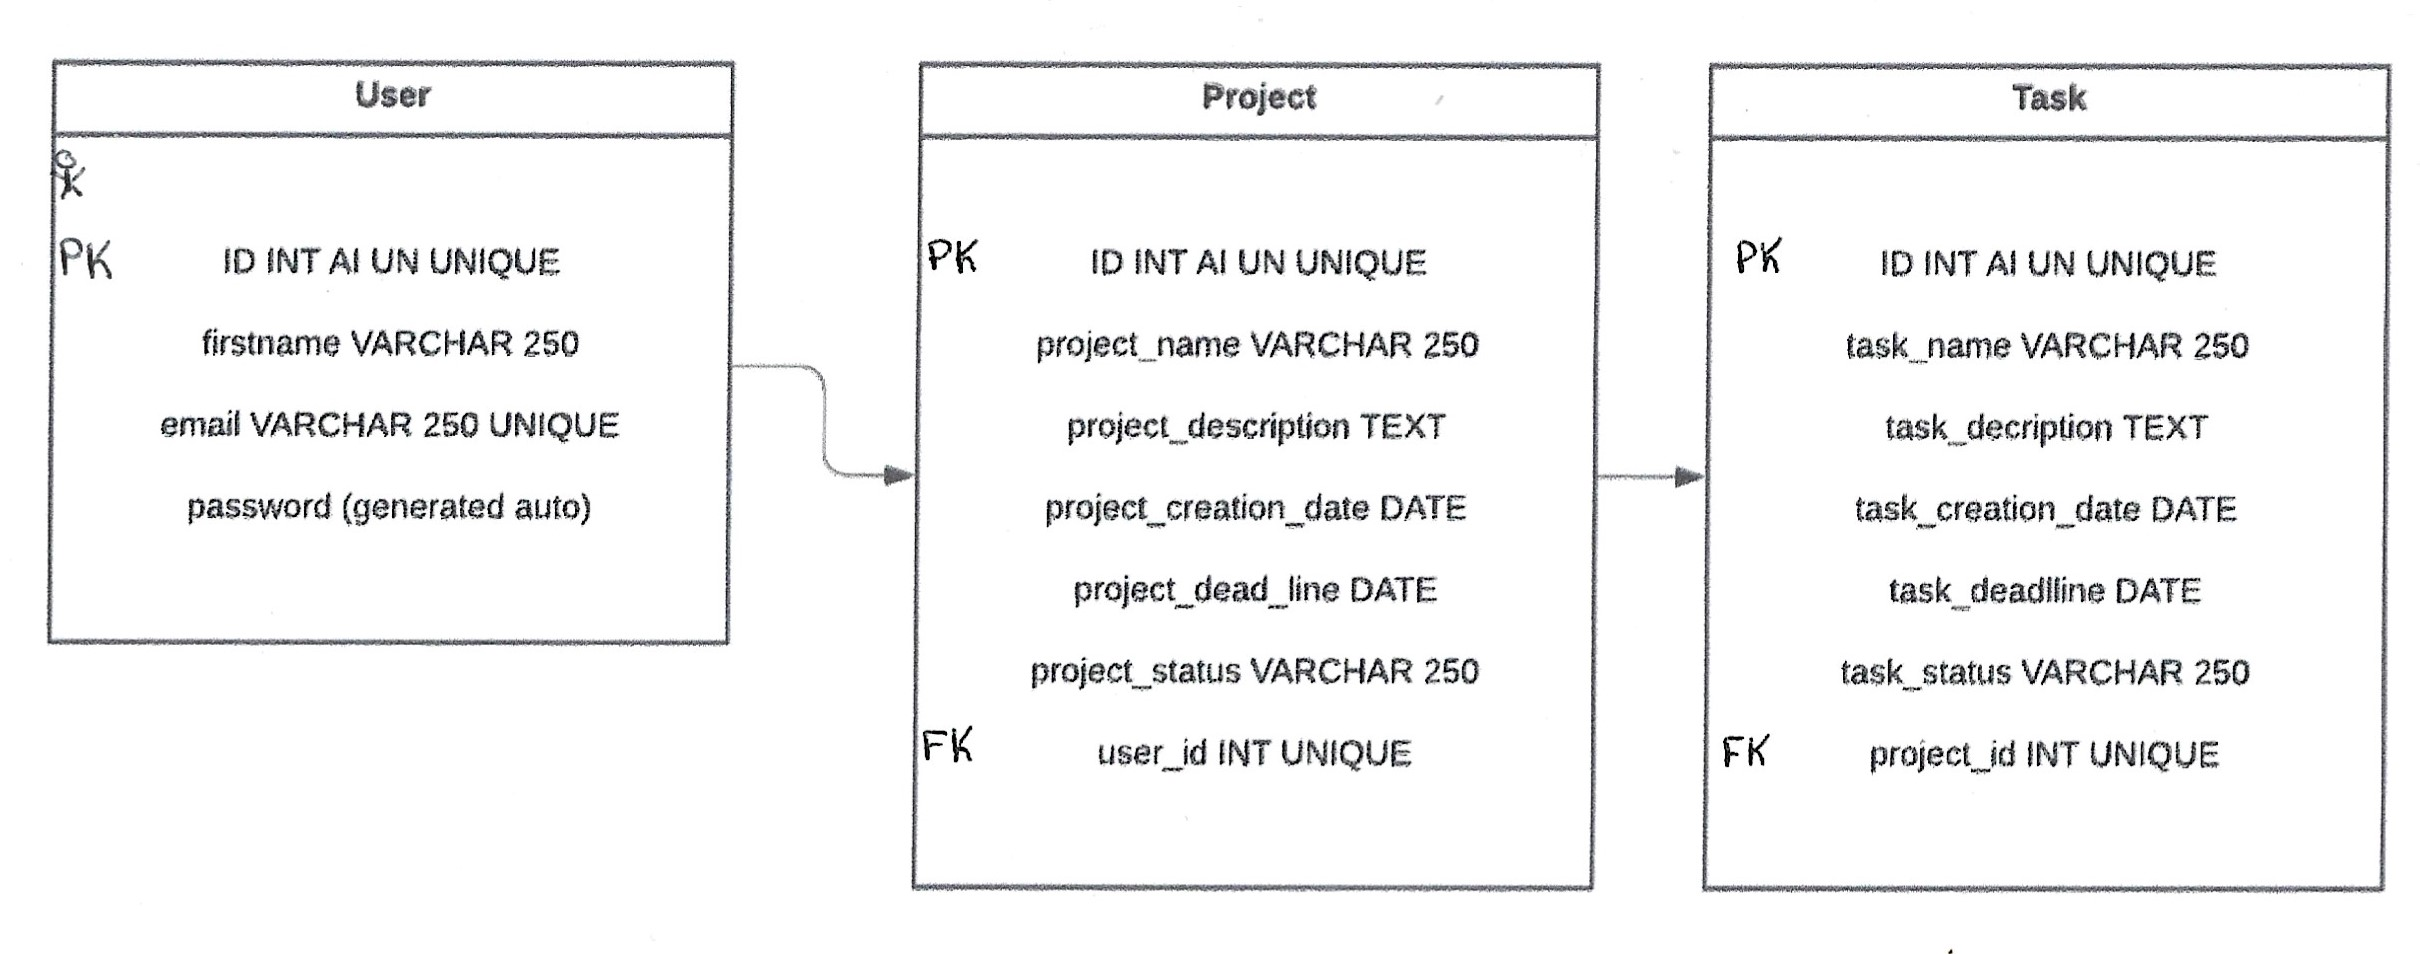 User
PK
ID INT AI UN UNIQUE
firstname VARCHAR 250
email VARCHAR 250 UNIQUE
password (generated auto)
Project
PK
ID INT AI UN UNIQUE
project_name VARCHAR 250
project_description TEXT
project_creation_date DATE
project_dead_line DATE
project_status VARCHAR 250
FK
user_id INT UNIQUE
Task
PK
ID INT AI UN UNIQUE
task_name VARCHAR 250
task_decription TEXT
task_creation_date DATE
task_deadlline DATE
task_status VARCHAR 250
FK
project_id INT UNIQUE